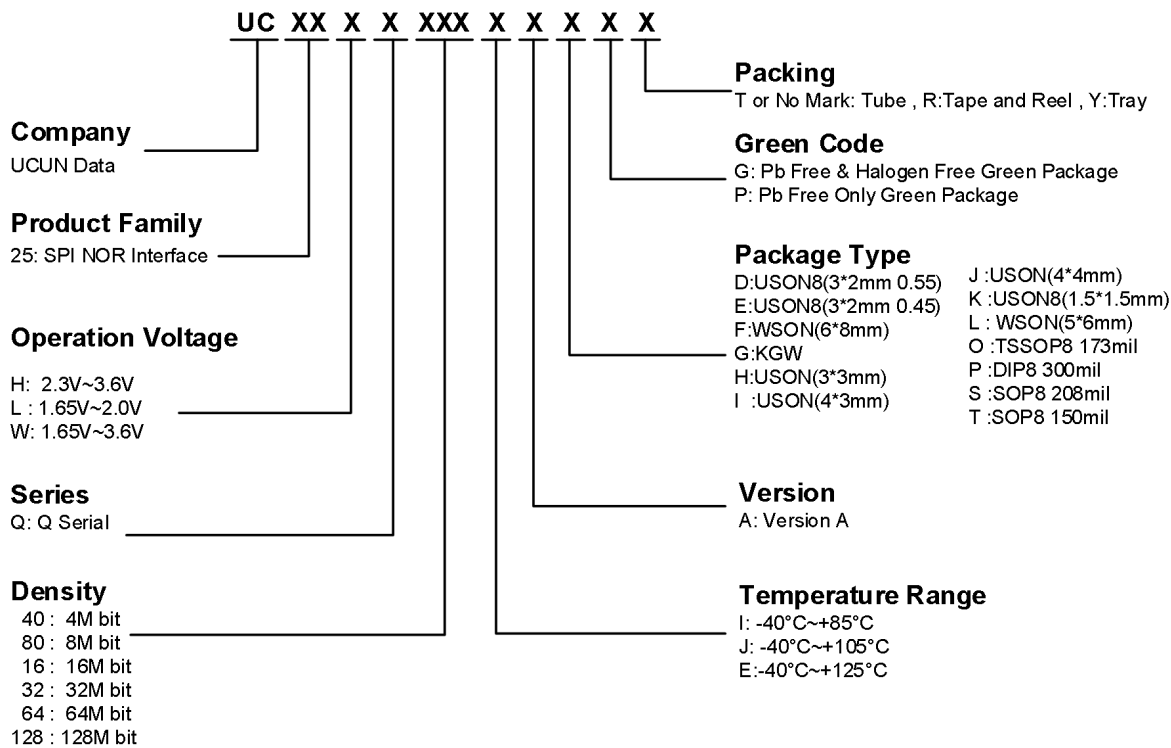 UC XX X X XXX X X X X X
Company
UCUN Data
Product Family
25: SPI NOR Interface
Operation Voltage
H: 2.3V~3.6V
L : 1.65V~2.0V
W: 1.65V~3.6V
Series
Q: Q Serial
Density
40 : 4M bit
80 : 8M bit
16 : 16M bit
32 : 32M bit
64 : 64M bit
128 : 128M bit
Packing
T or No Mark: Tube , R:Tape and Reel , Y:Tray
Green Code
G: Pb Free & Halogen Free Green Package
P: Pb Free Only Green Package
Package Type
D:USON8(3*2mm 0.55)
E:USON8(3*2mm 0.45)
F:WSON(6*8mm)
G:KGW
H:USON(3*3mm)
I :USON(4*3mm)
J :USON(4*4mm)
K :USON8(1.5*1.5mm)
L : WSON(5*6mm)
O :TSSOP8 173mil
P :DIP8 300mil
S :SOP8 208mil
T :SOP8 150mil
Version
A: Version A
Temperature Range
I: -40°C~+85°C
J: -40°C~+105°C
E:-40°C~+125°C